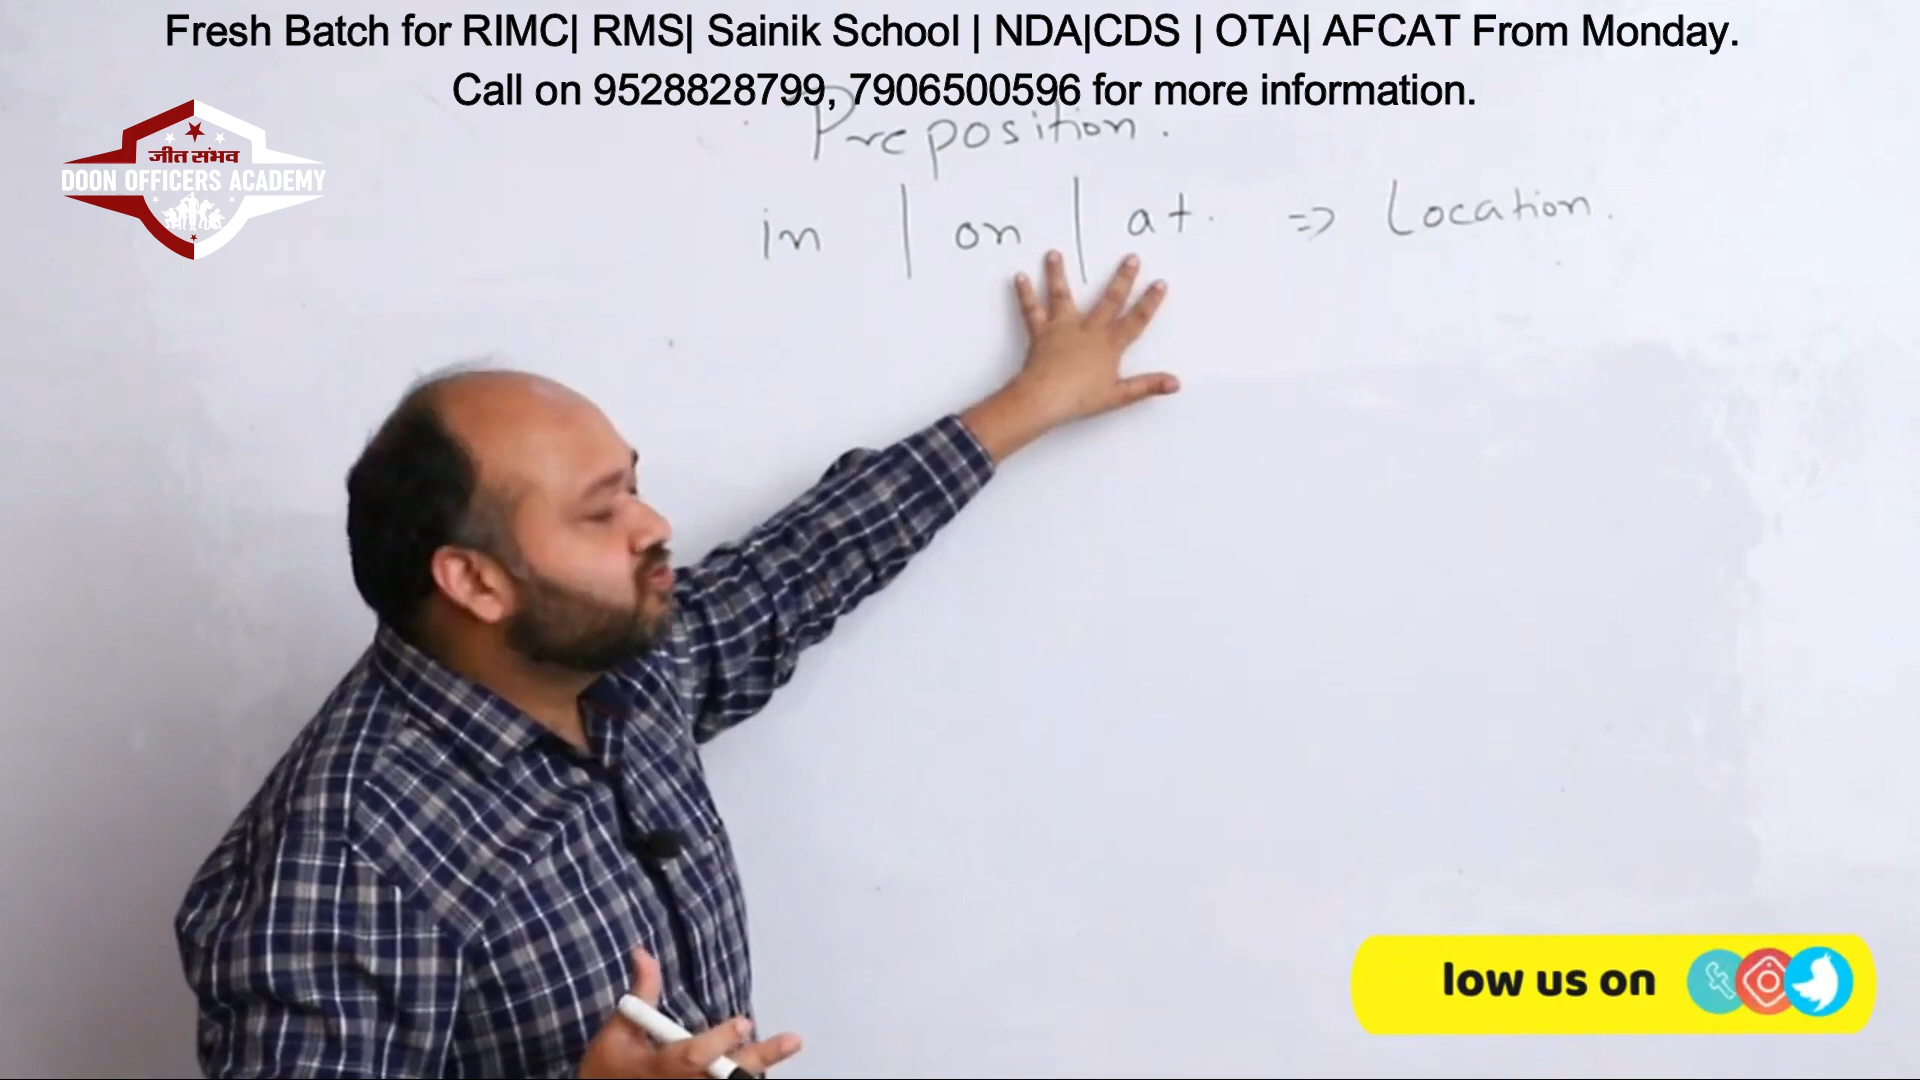 Fresh Batch for RIMC| RMS| Sainik School | NDA|CDS | OTA| AFCAT From Monday.
Call on 9528828799, 7906500596 for more information.
जीत संभव
DOON OFFICERS ACADEMY
Preposition.
in | on | at. => Location.
low us on